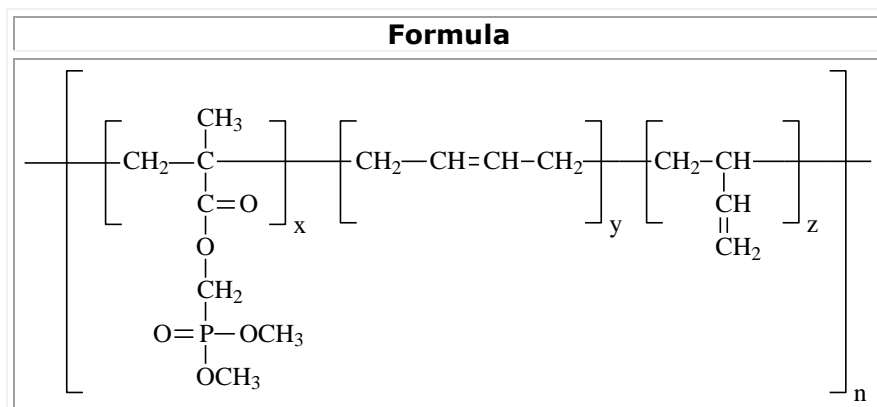 Formula
CH3
CH2 C CH2 CH=CH CH2 CH2 CH
C=O x y CH z
O CH2
CH2
O=P OCH3
OCH3
n